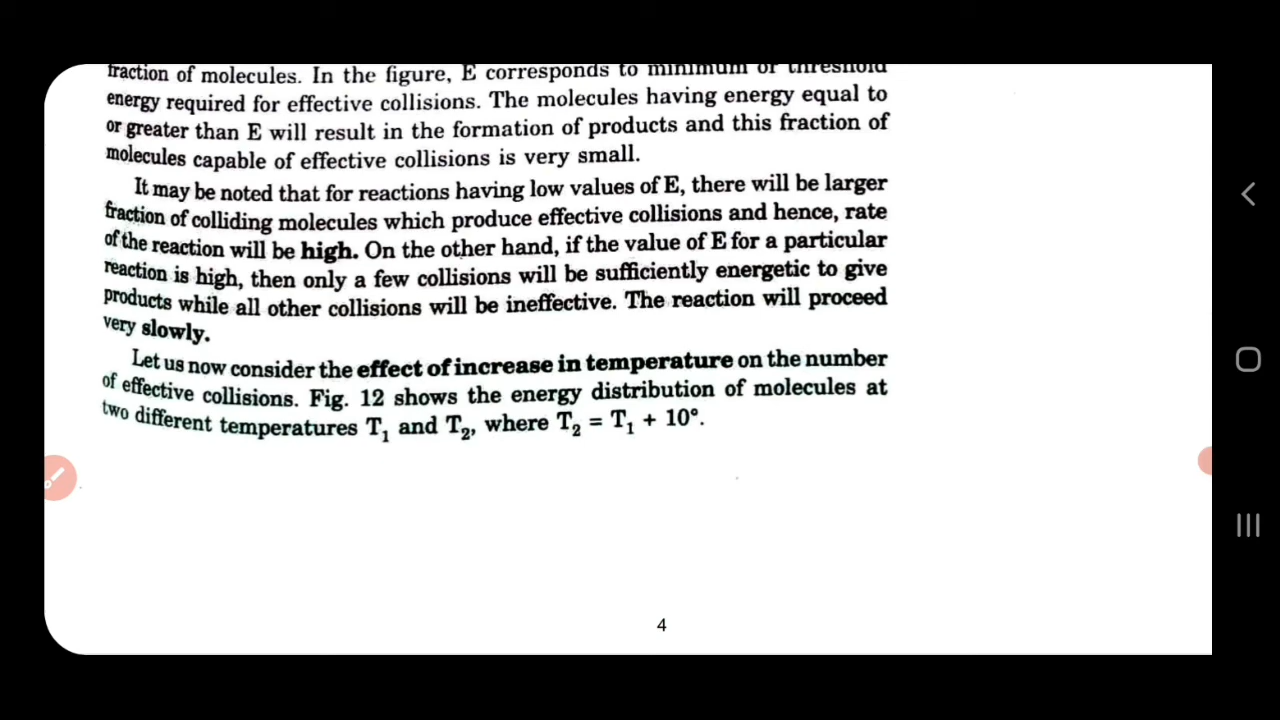 fraction of molecules. In the figure, E corresponds to minimum or threshold
energy required for effective collisions. The molecules having energy equal to
or greater than E will result in the formation of products and this fraction of
molecules capable of effective collisions is very small.
It may be noted that for reactions having low values of E, there will be larger
fraction of colliding molecules which produce effective collisions and hence, rate
of the reaction will be high. On the other hand, if the value of E for a particular
reaction is high, then only a few collisions will be sufficiently energetic to give
products while all other collisions will be ineffective. The reaction will proceed
very slowly.
Let us now consider the effect of increase in temperature on the number
of effective collisions. Fig. 12 shows the energy distribution of molecules at
two different temperatures T₁ and T₂, where T₂ = T₁ + 10°.
4